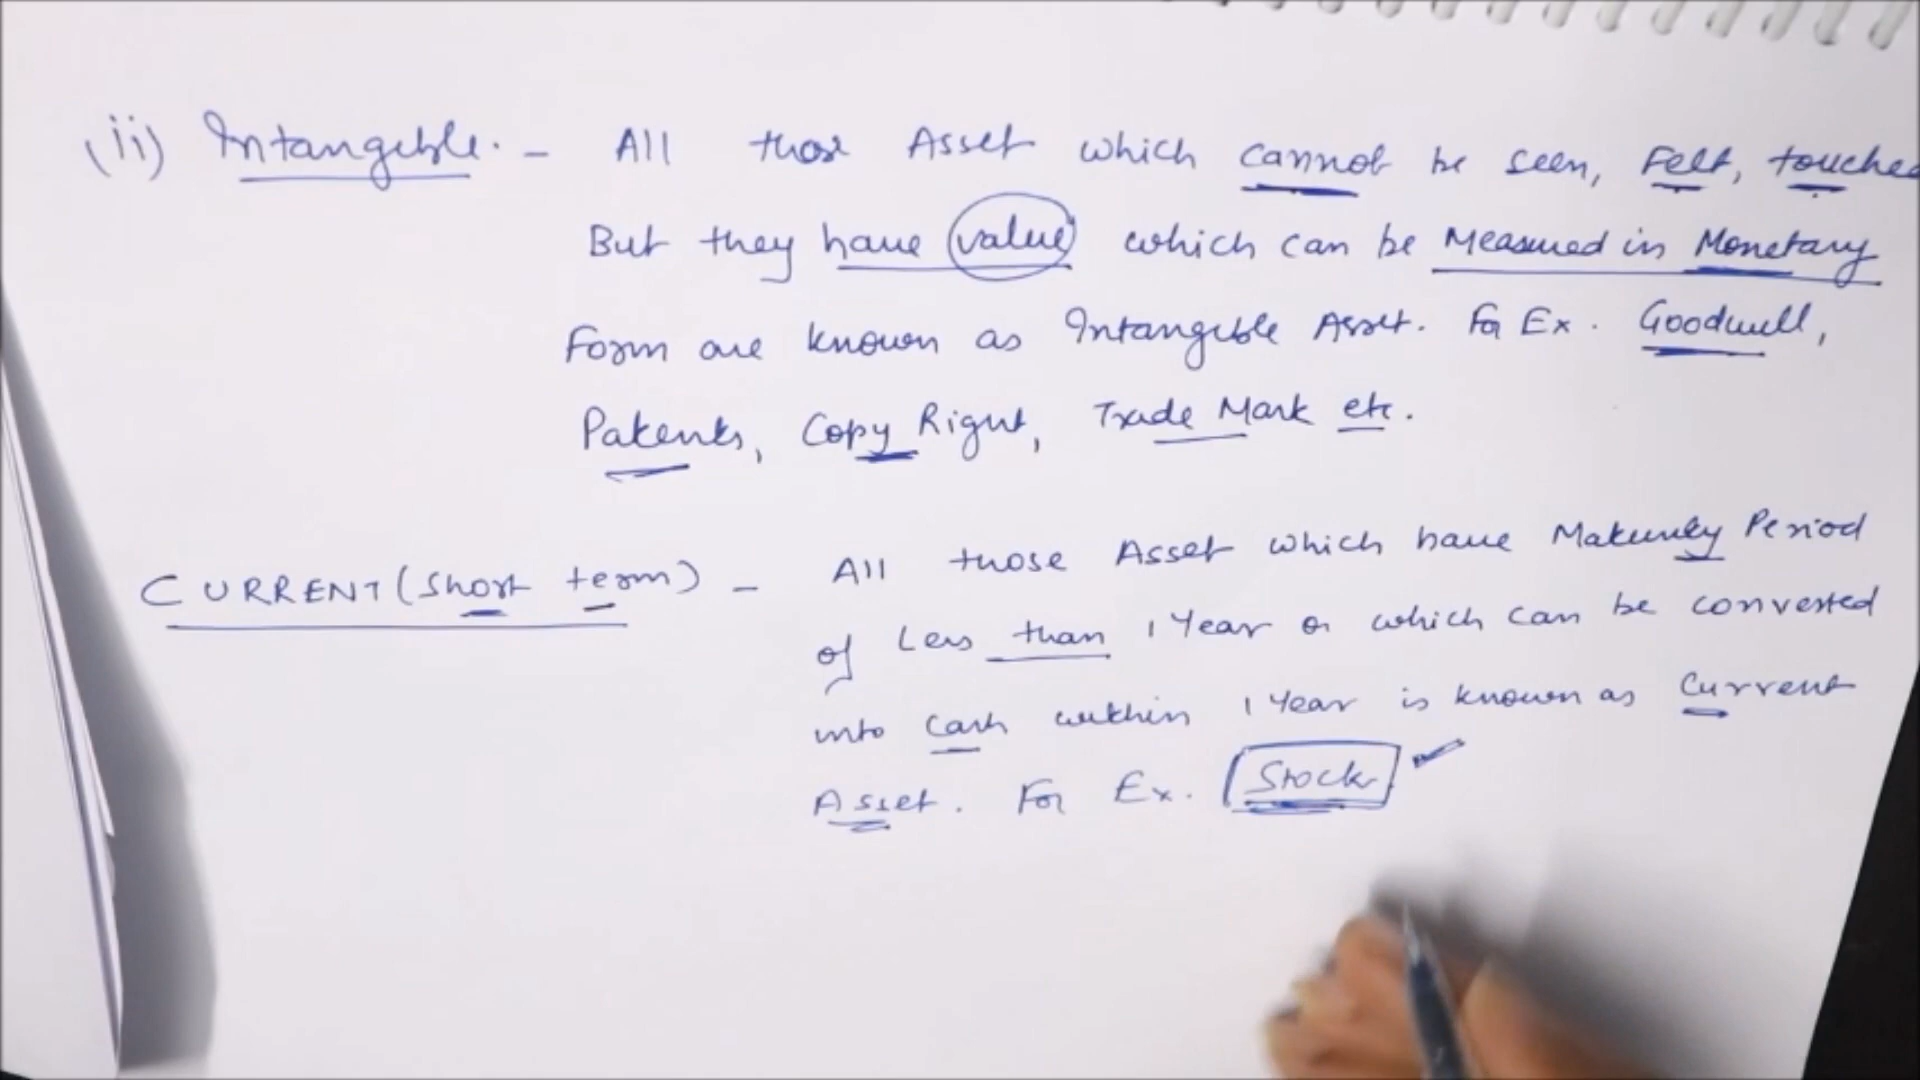 (ii) Intangible. - All those Asset which cannot be seen, Felt, touched
But they have value which can be Measured in Monetary
Form are known as Intangible Asset. For Ex. Goodwill,
Patents, Copy Right, Trade Mark etc.
CURRENT (Short term) - All those Asset which have Maturity Period
of Less than 1 Year or which can be converted
into Cash within 1 Year is known as Current
Asset. For Ex. Stock